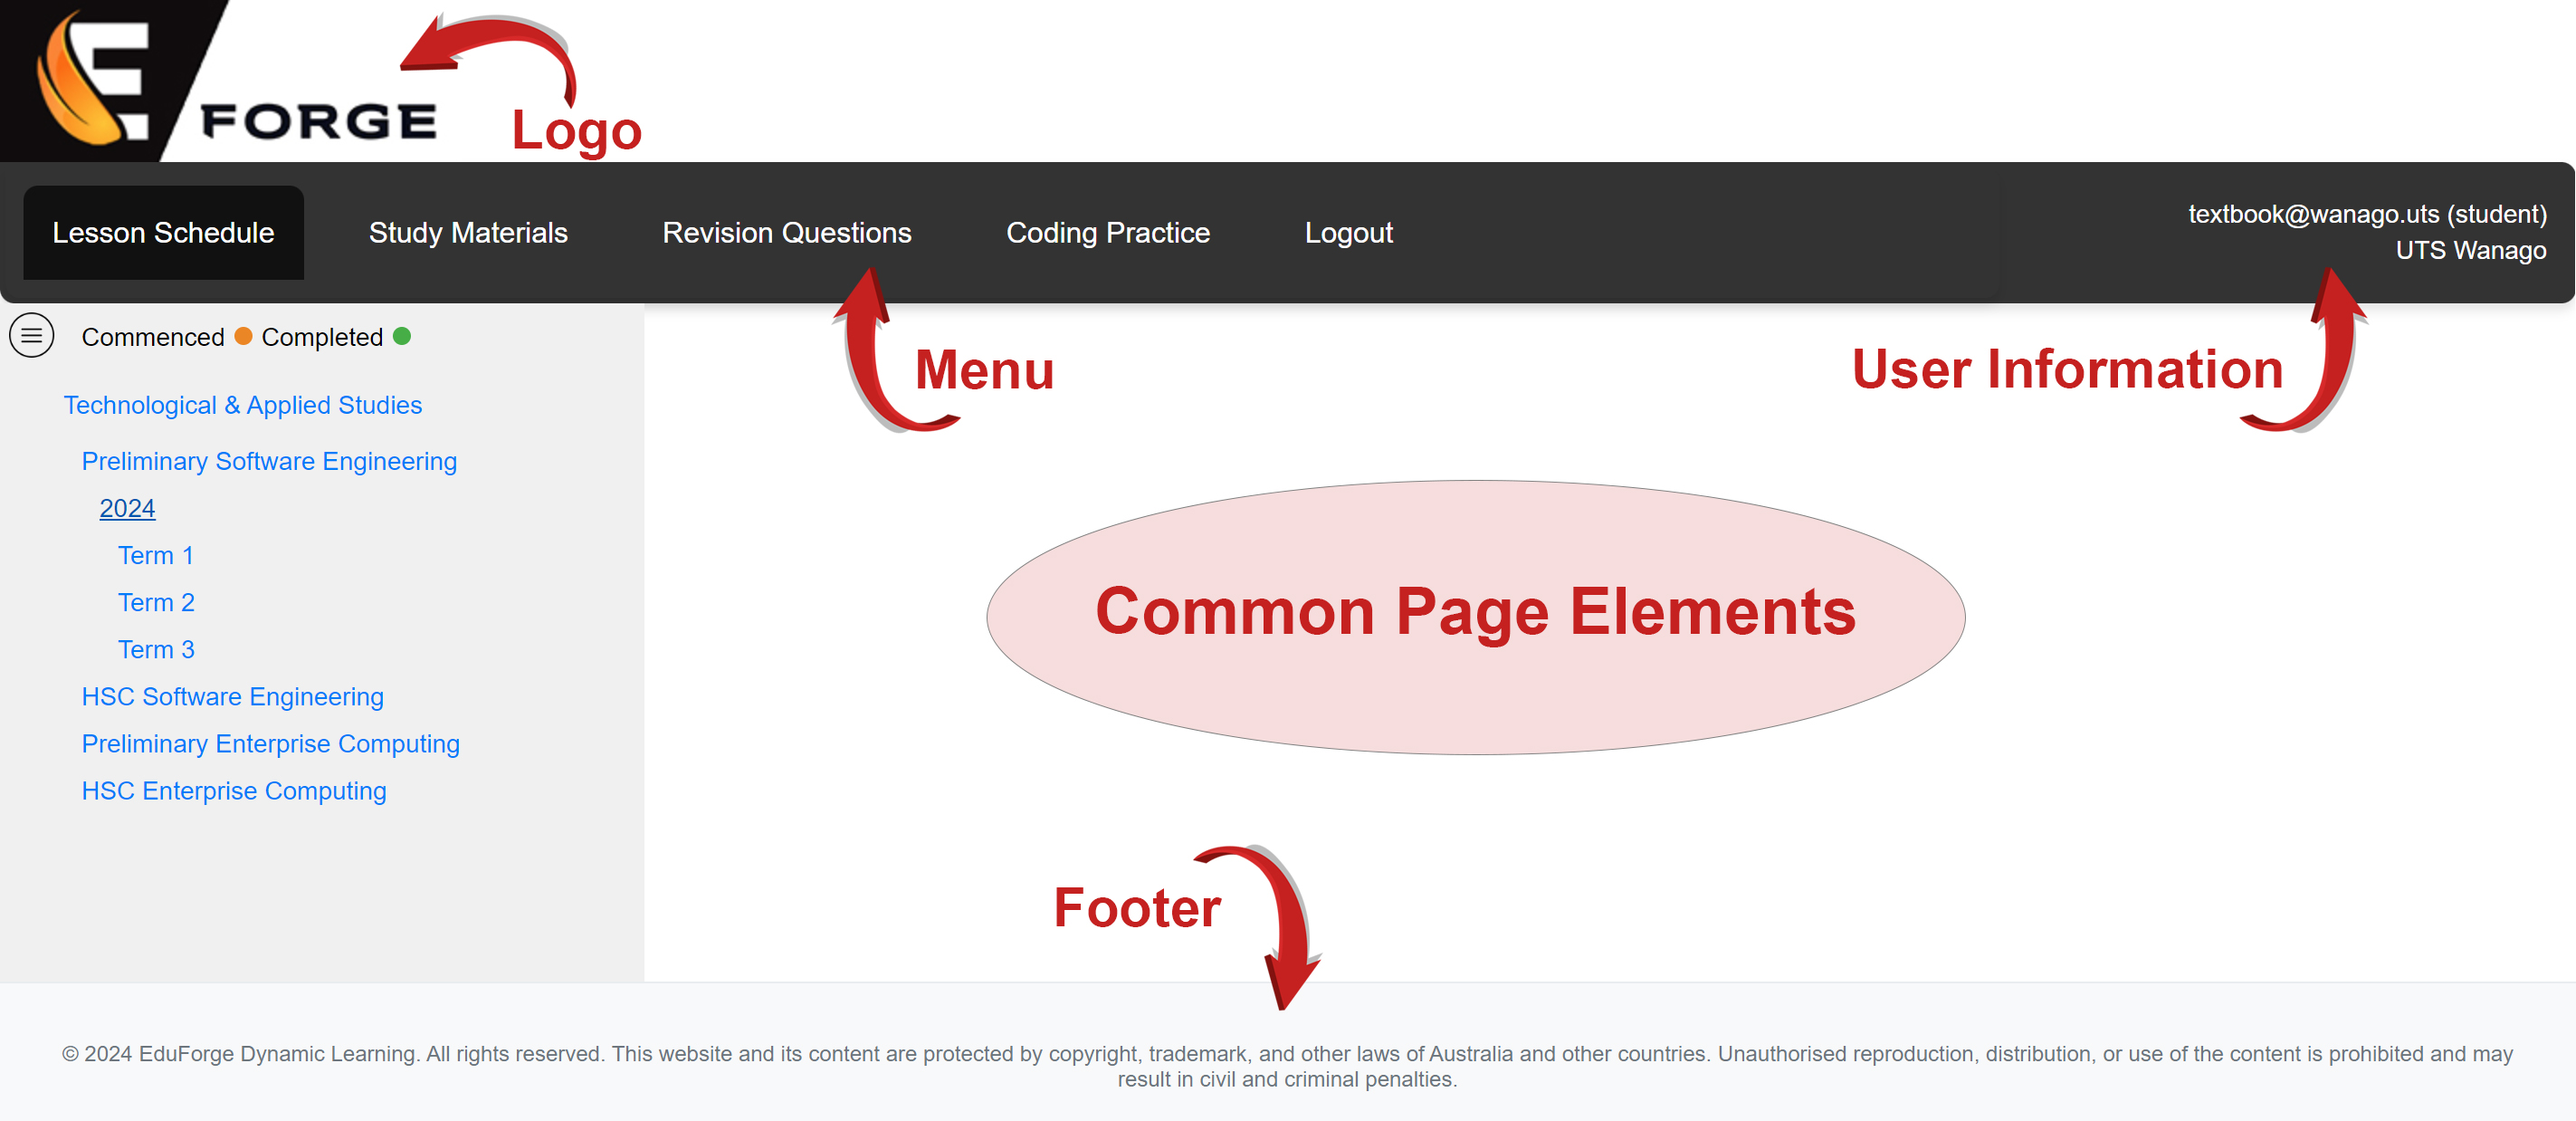 E
FORGE
Logo
Lesson Schedule Study Materials Revision Questions Coding Practice Logout
textbook@wanago.uts (student)
UTS Wanago
Commenced Completed
Menu
User Information
Technological & Applied Studies
Preliminary Software Engineering
2024
Term 1
Term 2
Term 3
HSC Software Engineering
Preliminary Enterprise Computing
HSC Enterprise Computing
Common Page Elements
Footer
© 2024 EduForge Dynamic Learning. All rights reserved. This website and its content are protected by copyright, trademark, and other laws of Australia and other countries. Unauthorised reproduction, distribution, or use of the content is prohibited and may
result in civil and criminal penalties.